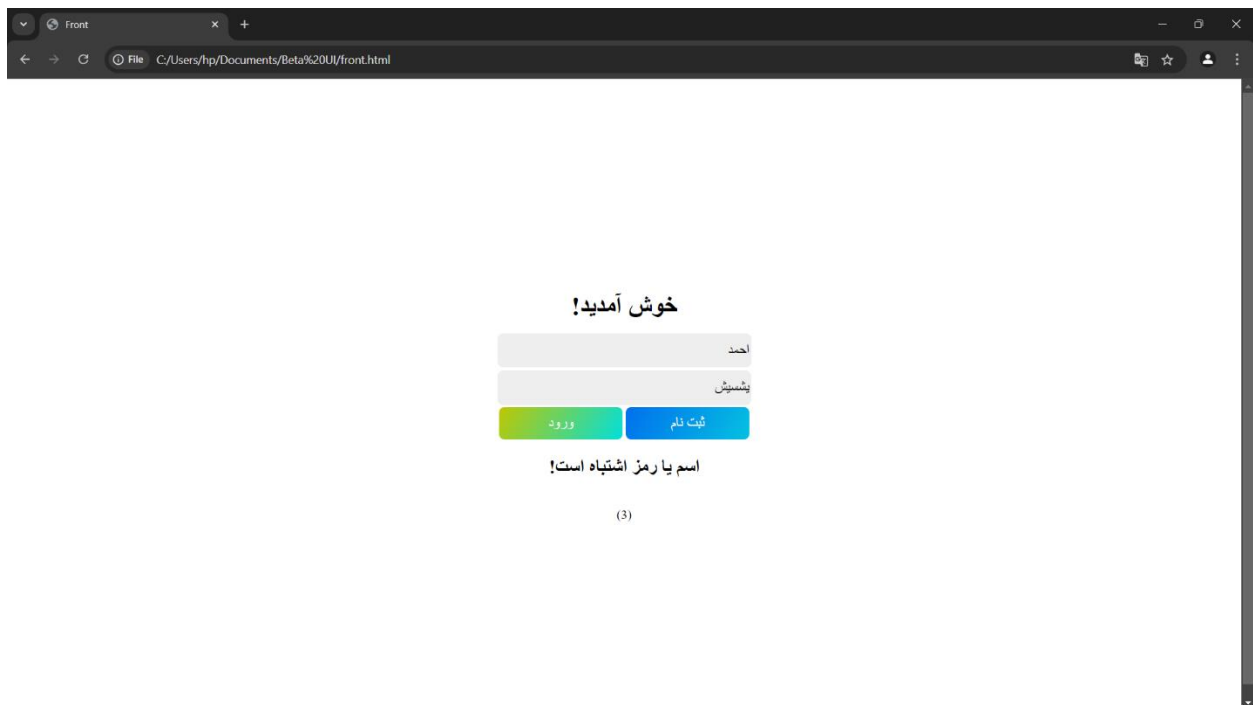 Front
File C:/Users/hp/Documents/Beta%20UI/front.html
خوش آمدید!
احمد
یشسیش
ثبت نام ورود
اسم یا رمز اشتباه است!
(3)